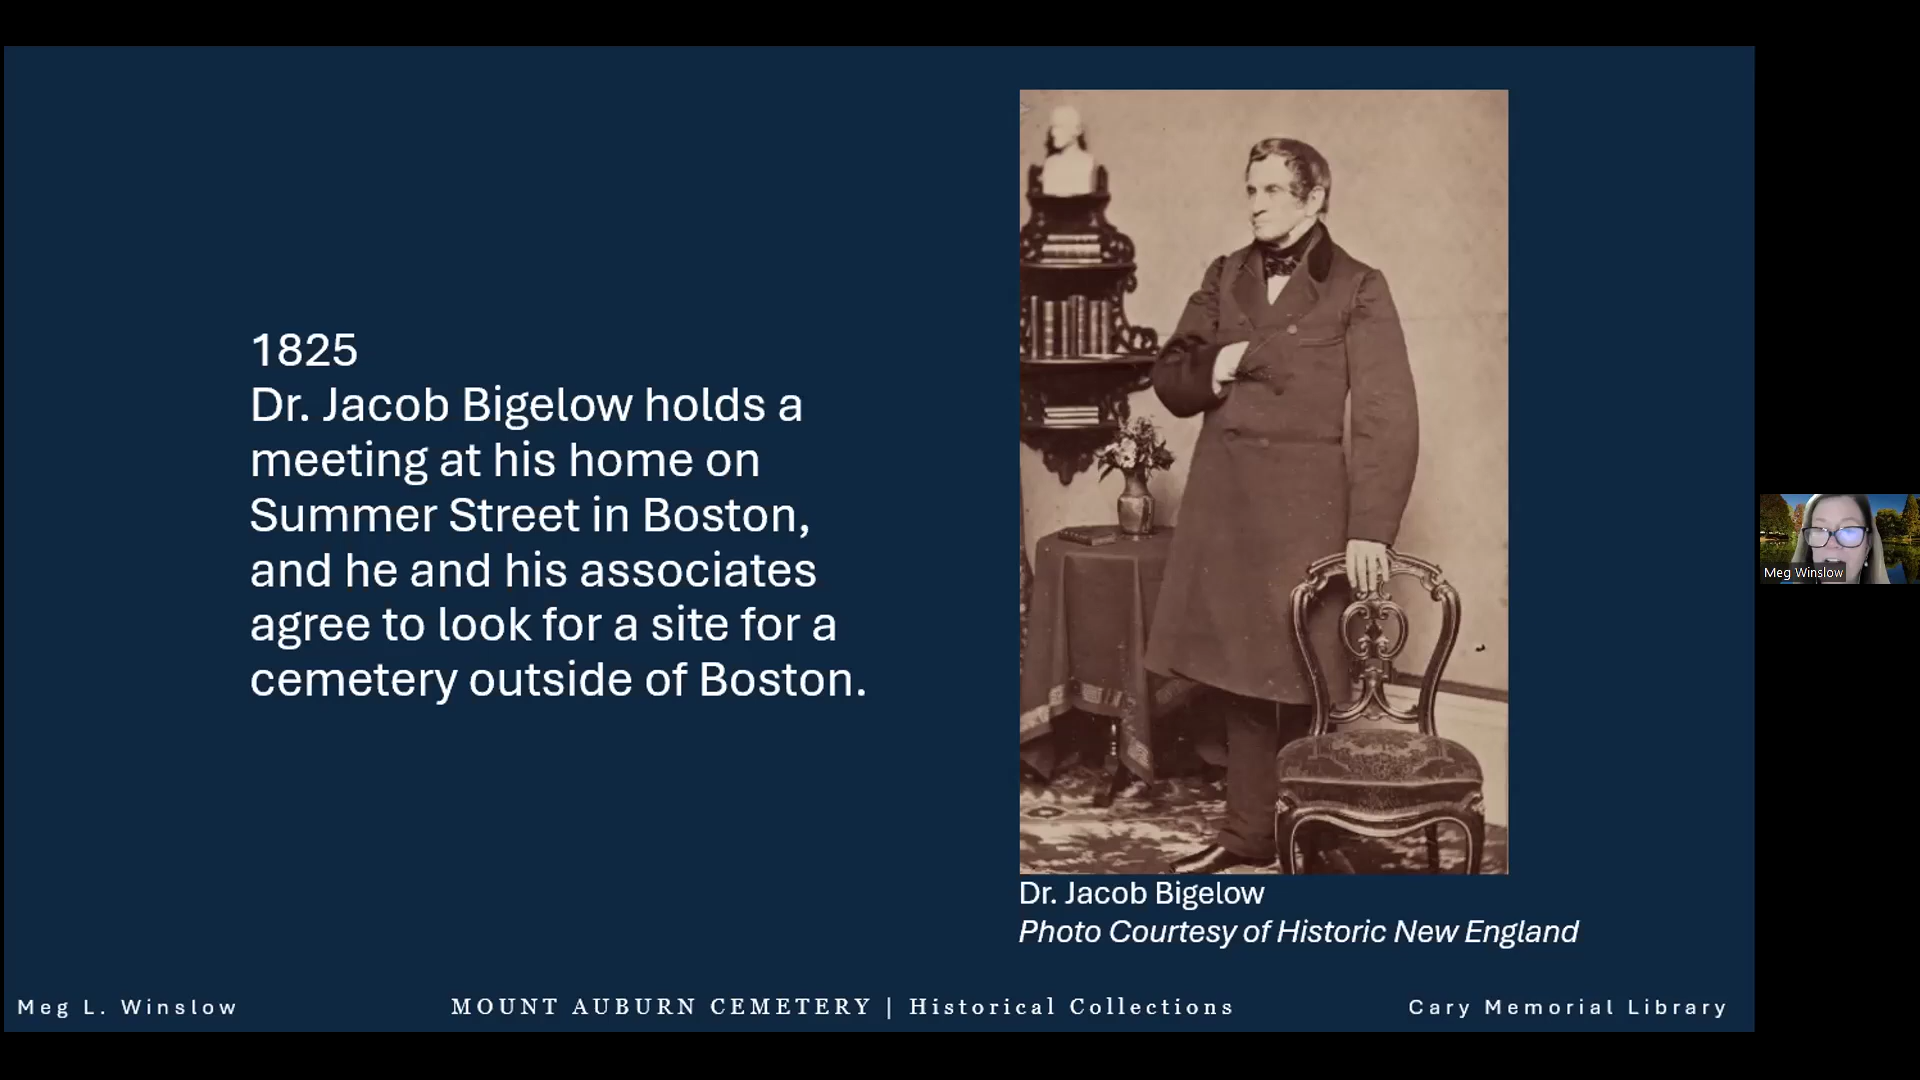 1825
Dr. Jacob Bigelow holds a
meeting at his home on
Summer Street in Boston,
and he and his associates
agree to look for a site for a
cemetery outside of Boston.
Dr. Jacob Bigelow
Photo Courtesy of Historic New England
Meg Winslow
Meg L. Winslow
MOUNT AUBURN CEMETERY | Historical Collections
Cary Memorial Library